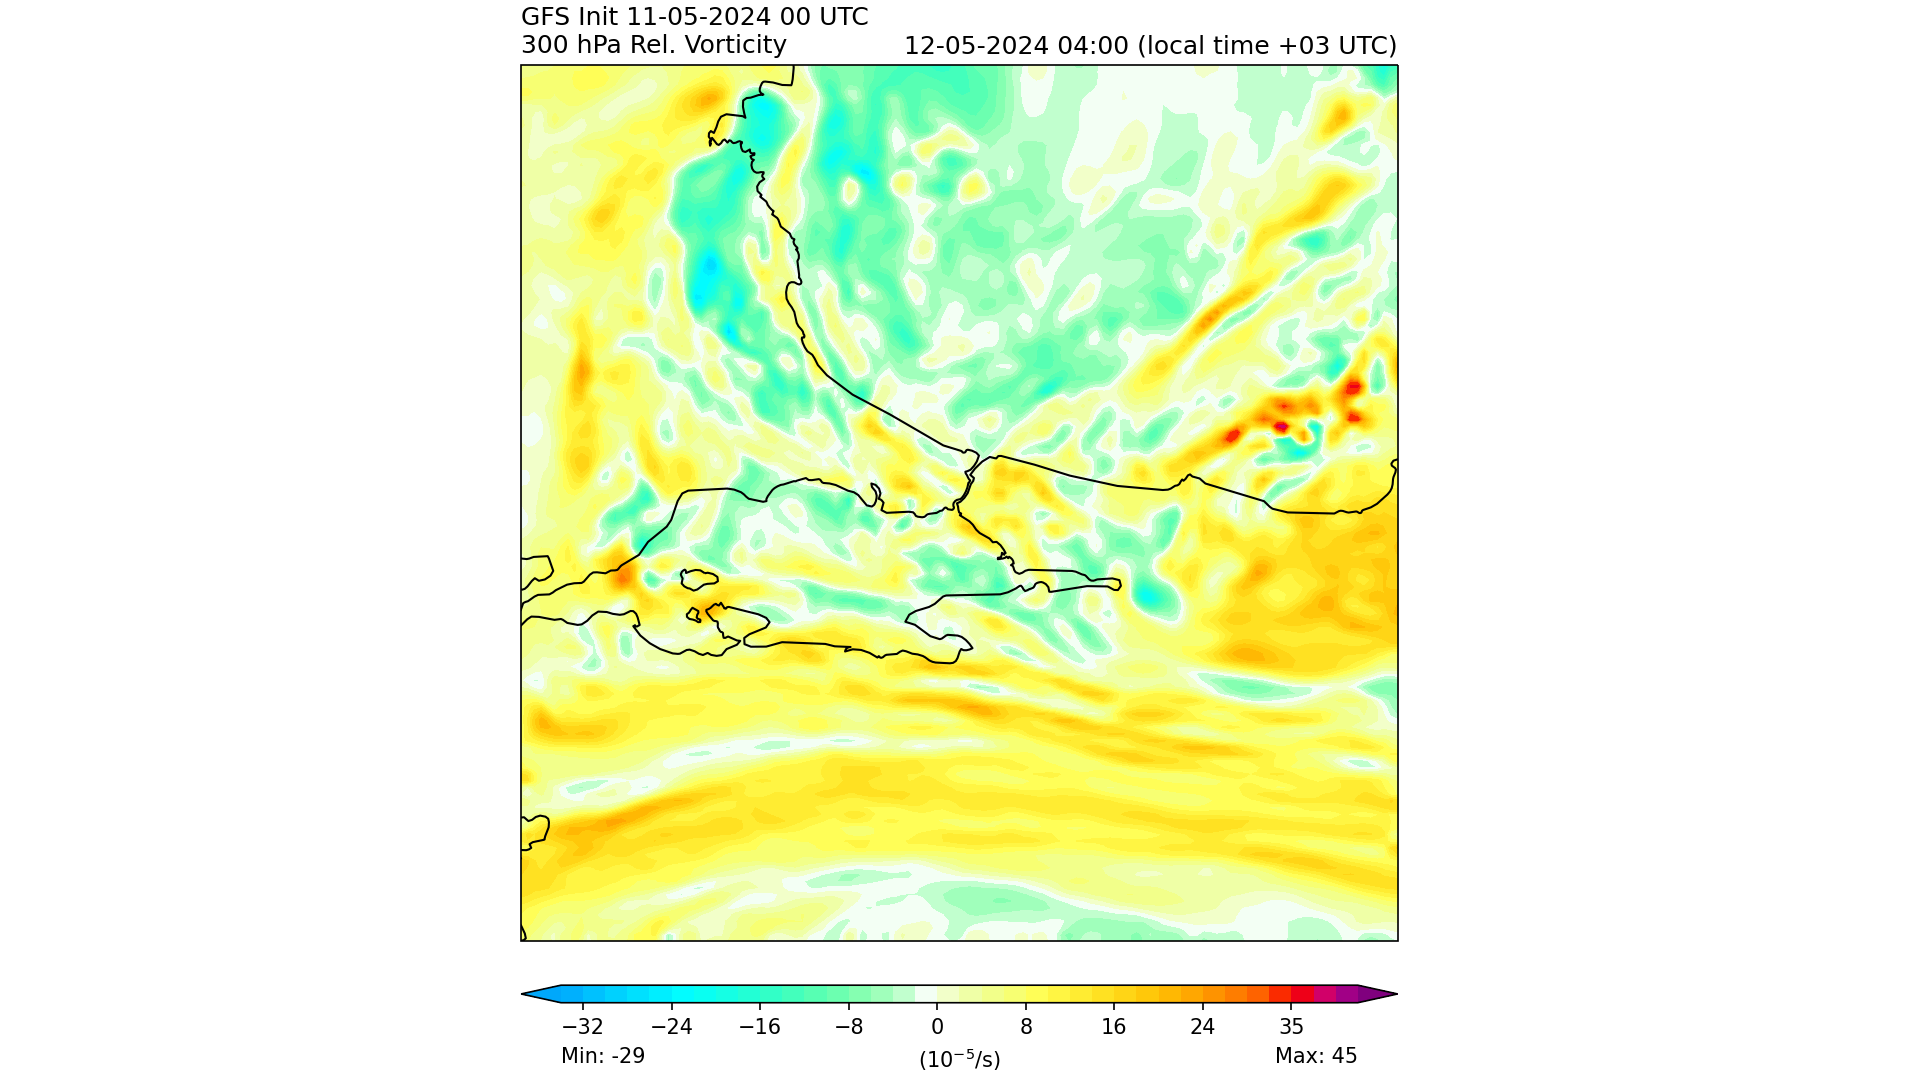 GFS Init 11-05-2024 00 UTC
300 hPa Rel. Vorticity
12-05-2024 04:00 (local time +03 UTC)
−32 −24 −16 −8 0 8 16 24 35
Min: -29
(10⁻⁵/s)
Max: 45